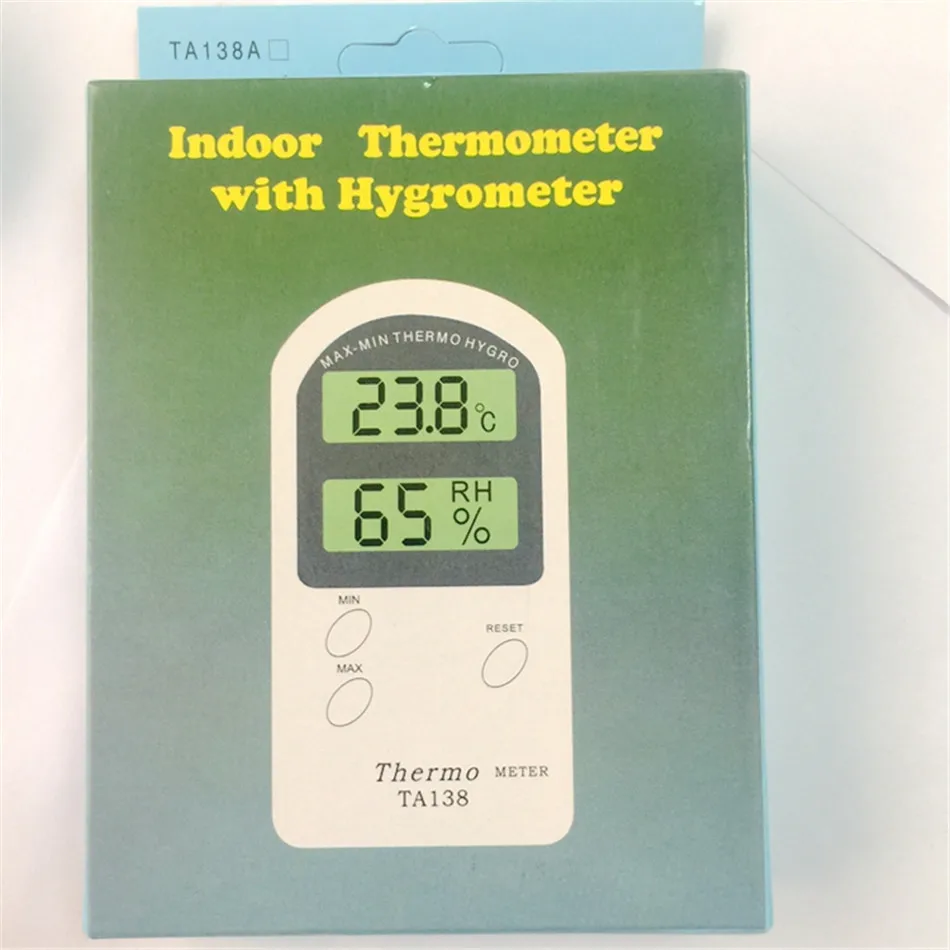 TA138A□
Indoor Thermometer
with Hygrometer
MAX-MIN THERMO HYGRO
23.8 °C
65 RH
%
MIN
RESET
MAX
Thermo METER
TA138